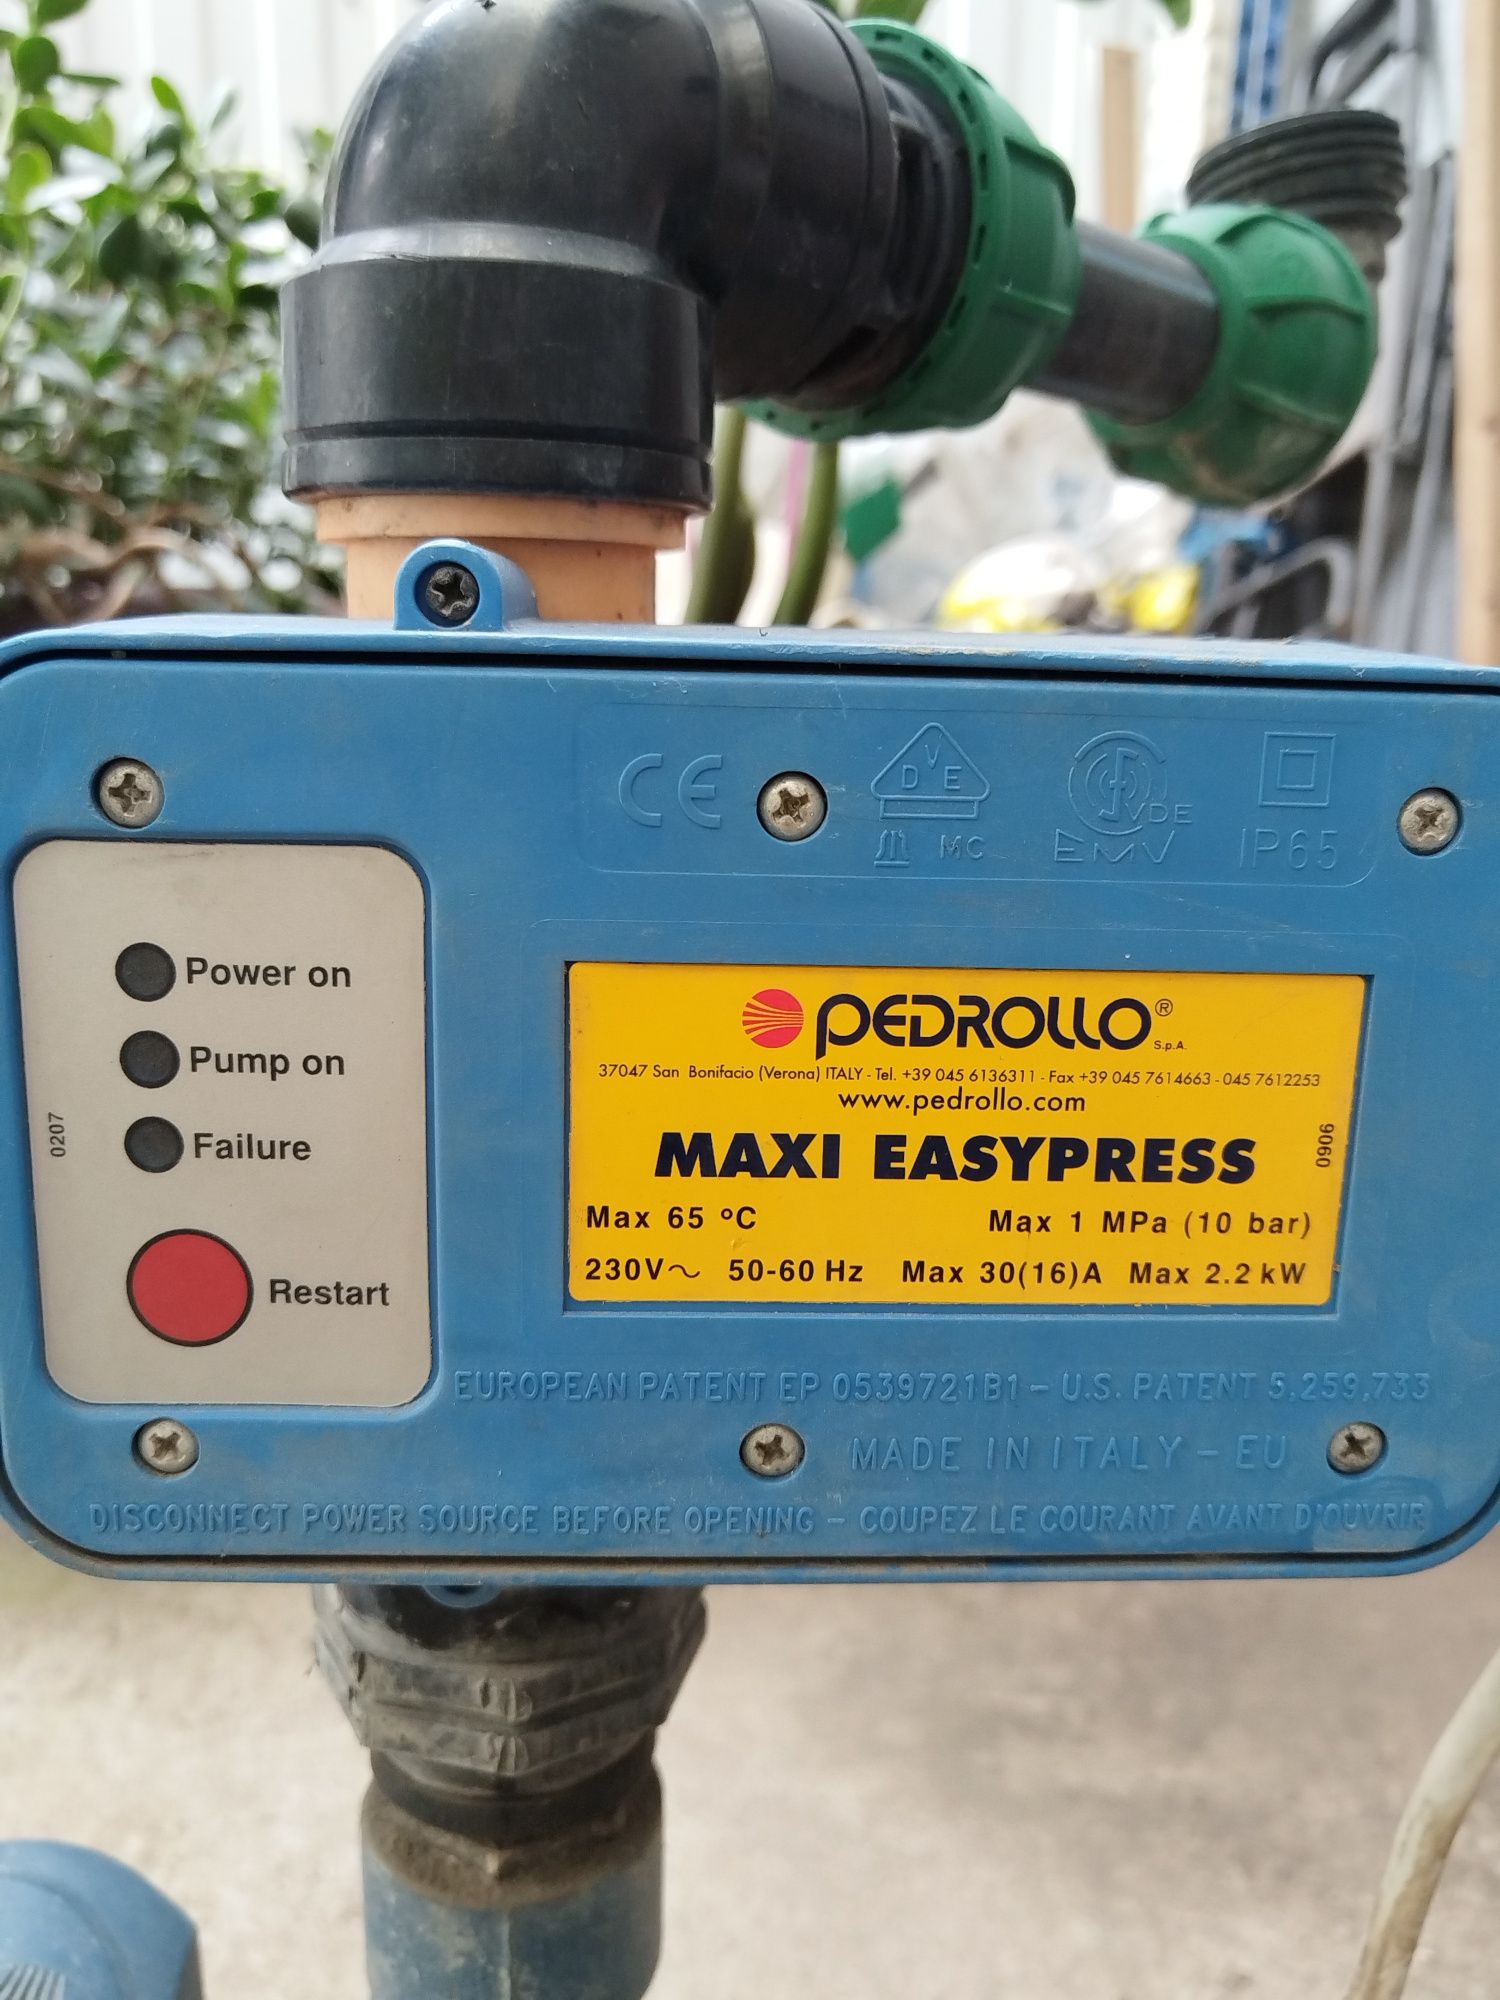 CE
VDE
MC
VDE
EMV
IP65
Power on
Pump on
Failure
0207
Restart
PEDROLLO®
S.p.A.
37047 San Bonifacio (Verona) ITALY - Tel. +39 045 6136311 - Fax +39 045 7614663 - 045 7612253
www.pedrollo.com
MAXI EASYPRESS
0906
Max 65 °C Max 1 MPa (10 bar)
230V~ 50-60 Hz Max 30(16)A Max 2.2 kW
EUROPEAN PATENT EP 0539721B1 - U.S. PATENT 5,259,733
MADE IN ITALY - EU
DISCONNECT POWER SOURCE BEFORE OPENING - COUPEZ LE COURANT AVANT D'OUVRIR